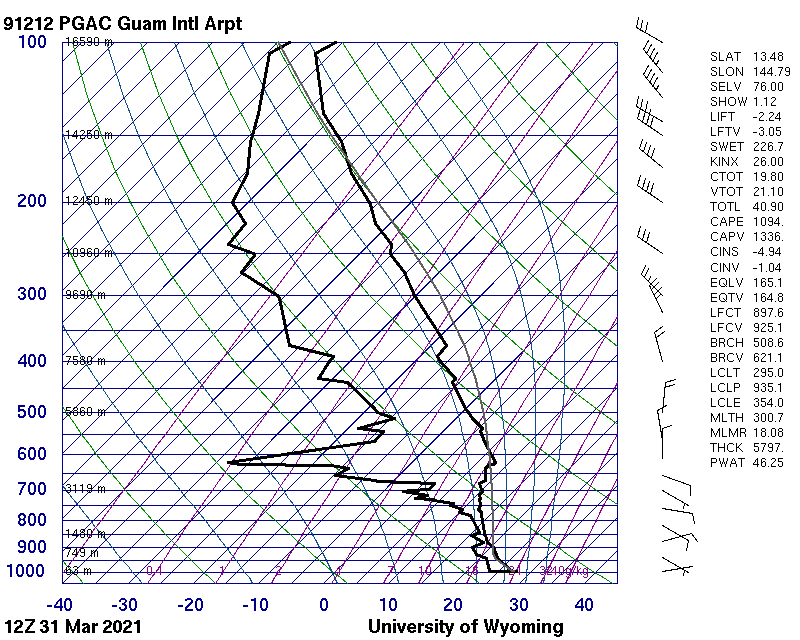 91212 PGAC Guam Intl Arpt
100
16590 m
14250 m
200
12450 m
10960 m
300
9690 m
400
7580 m
500
5860 m
600
700
3119 m
800
1480 m
900
749 m
1000
63 m
0.4
1
2
4
7
10
16
24
32
40g/kg
-40 -30 -20 -10 0 10 20 30 40
12Z 31 Mar 2021
University of Wyoming
SLAT 13.48
SLON 144.79
SELV 76.00
SHOW 1.12
LIFT -2.24
LFTV -3.05
SWET 226.7
KINX 26.00
CTOT 19.80
VTOT 21.10
TOTL 40.90
CAPE 1094.
CAPV 1336.
CINS -4.94
CINV -1.04
EQLV 165.1
EQTV 164.8
LFCT 897.6
LFCV 925.1
BRCH 508.6
BRCV 621.1
LCLT 295.0
LCLP 935.1
LCLE 354.0
MLTH 300.7
MLMR 18.08
THCK 5797.
PWAT 46.25